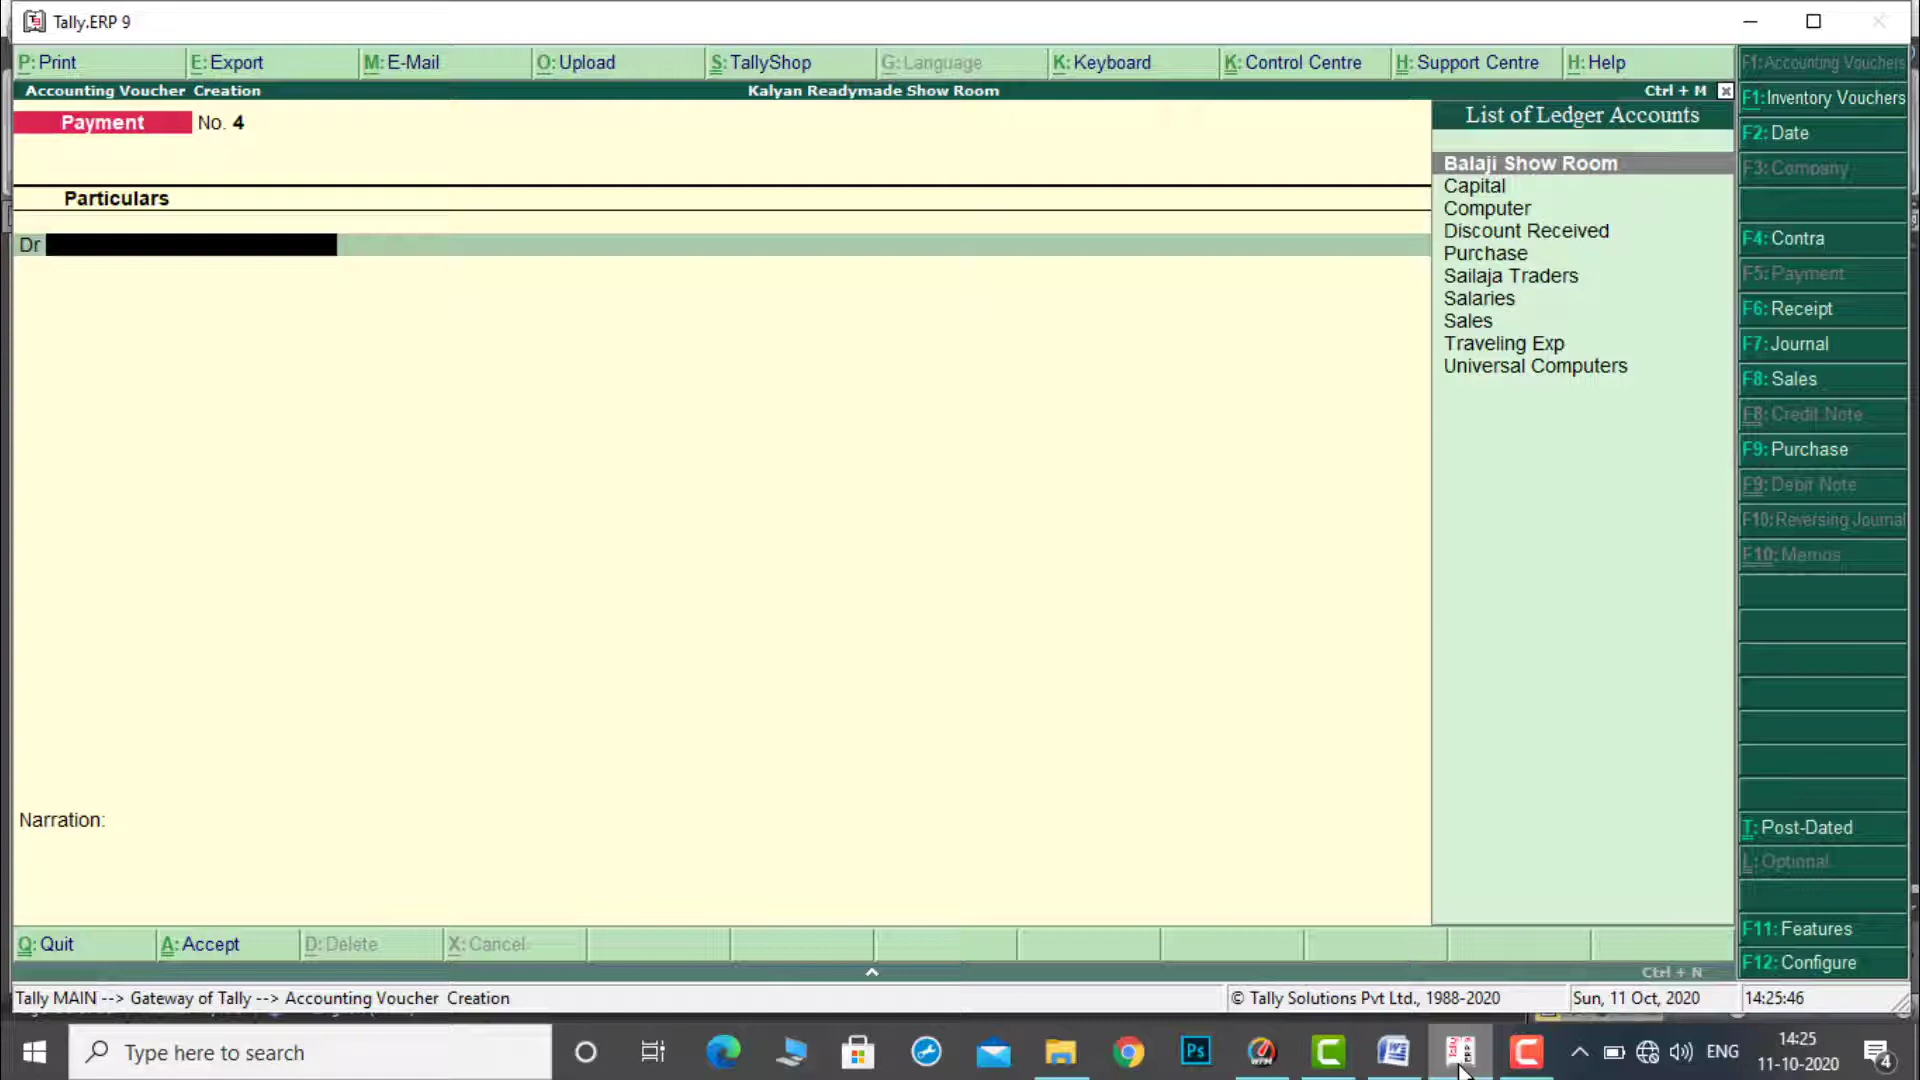 Tally.ERP 9
P: Print E: Export M: E-Mail O: Upload S: TallyShop G: Language K: Keyboard K: Control Centre H: Support Centre H: Help
Accounting Voucher Creation Kalyan Readymade Show Room Ctrl + M
Payment No. 4
Particulars
Dr
Narration:
List of Ledger Accounts
Balaji Show Room
Capital
Computer
Discount Received
Purchase
Sailaja Traders
Salaries
Sales
Traveling Exp
Universal Computers
F1: Accounting Vouchers
F1: Inventory Vouchers
F2: Date
F3: Company
F4: Contra
F5: Payment
F6: Receipt
F7: Journal
F8: Sales
F8: Credit Note
F9: Purchase
F9: Debit Note
F10: Reversing Journal
F10: Memos
T: Post-Dated
L: Optional
F11: Features
F12: Configure
Q: Quit A: Accept D: Delete X: Cancel
Ctrl + N
Tally MAIN --> Gateway of Tally --> Accounting Voucher Creation © Tally Solutions Pvt Ltd., 1988-2020 Sun, 11 Oct, 2020 14:25:46
Type here to search
Ps
ENG
14:25
11-10-2020
4